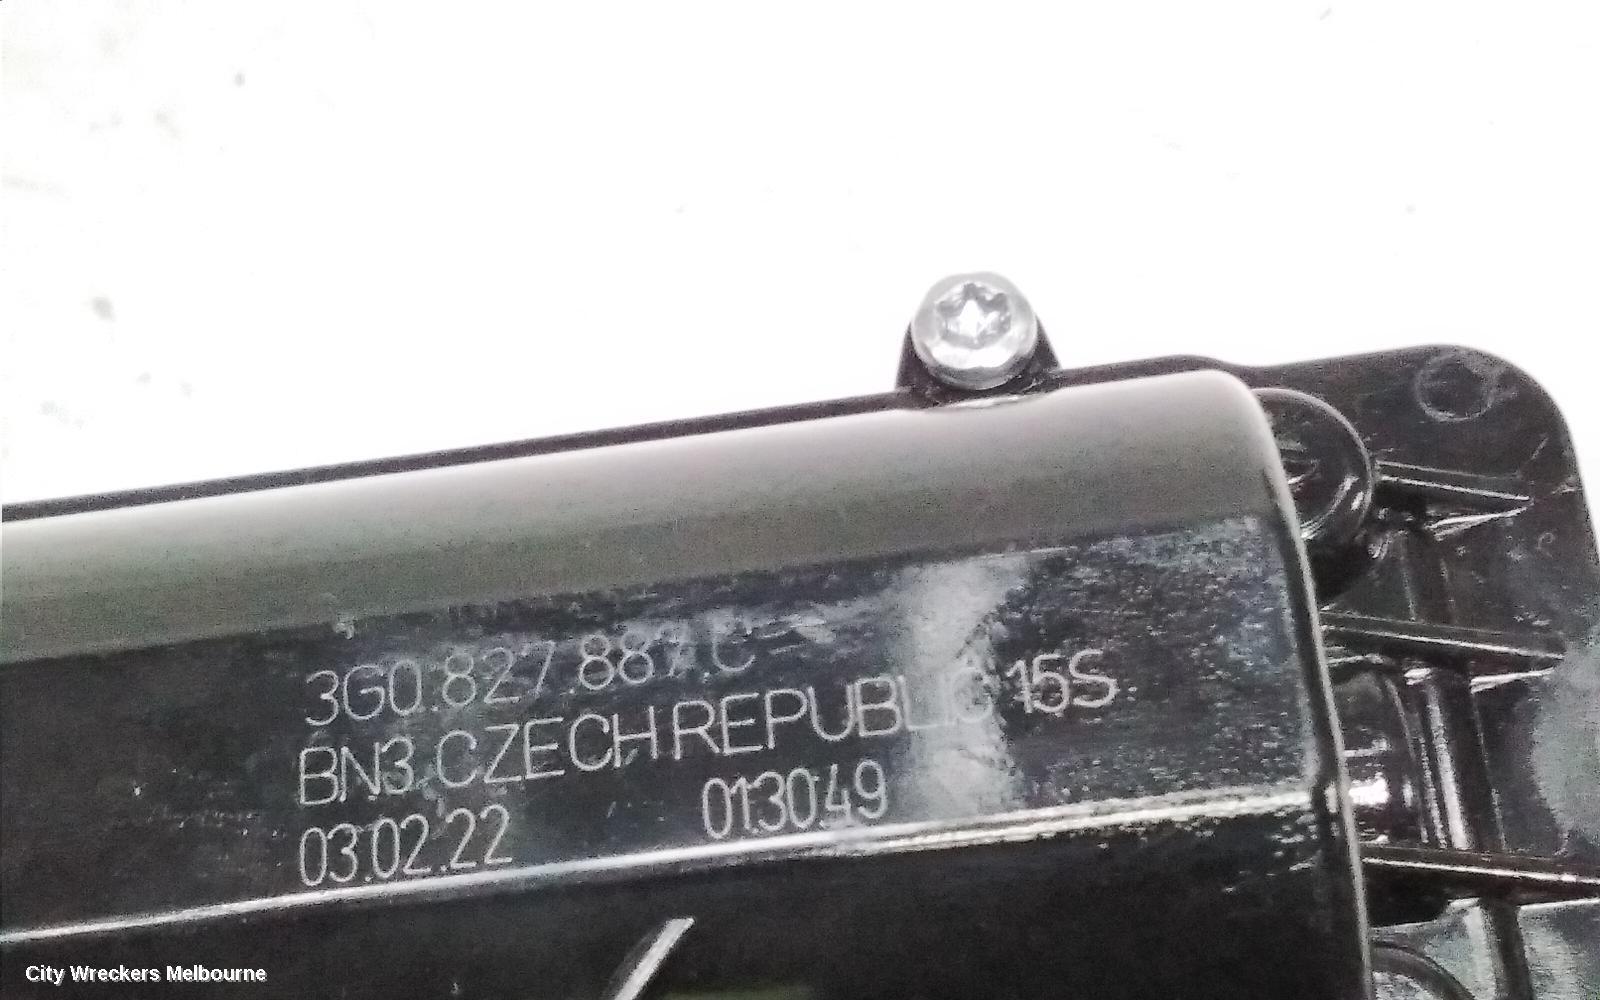 3G0.827.887.C
BN3 CZECH REPUBLIC 15S
03.02.22 013049
City Wreckers Melbourne